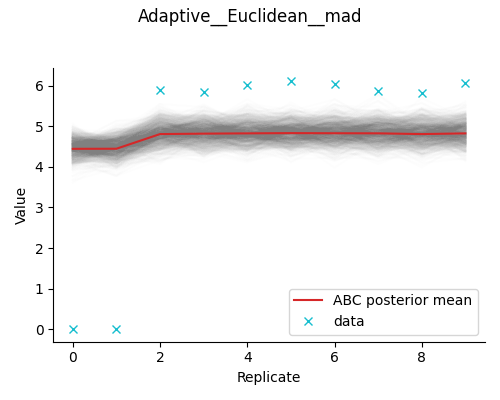 Adaptive__Euclidean__mad
6
5
4
3
2
1
0
Value
ABC posterior mean
data
0
2
4
6
8
Replicate